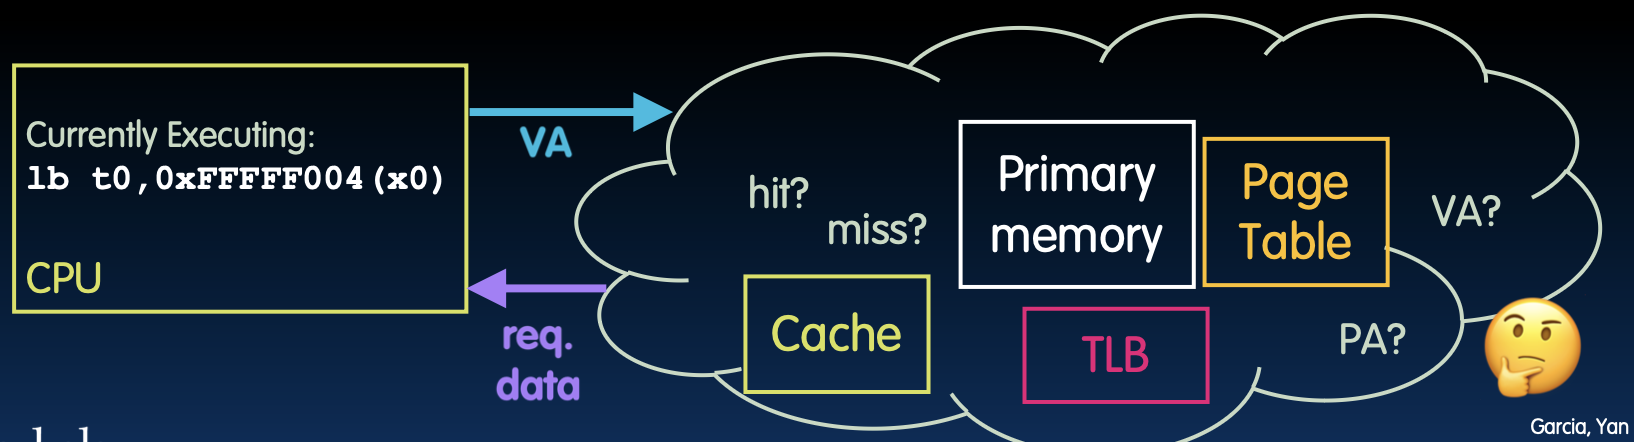 Currently Executing:
lb t0,0xFFFFF004(x0)
CPU
VA
req.
data
hit?
miss?
Cache
Primary
memory
Page
Table
TLB
VA?
PA?
Garcia, Yan